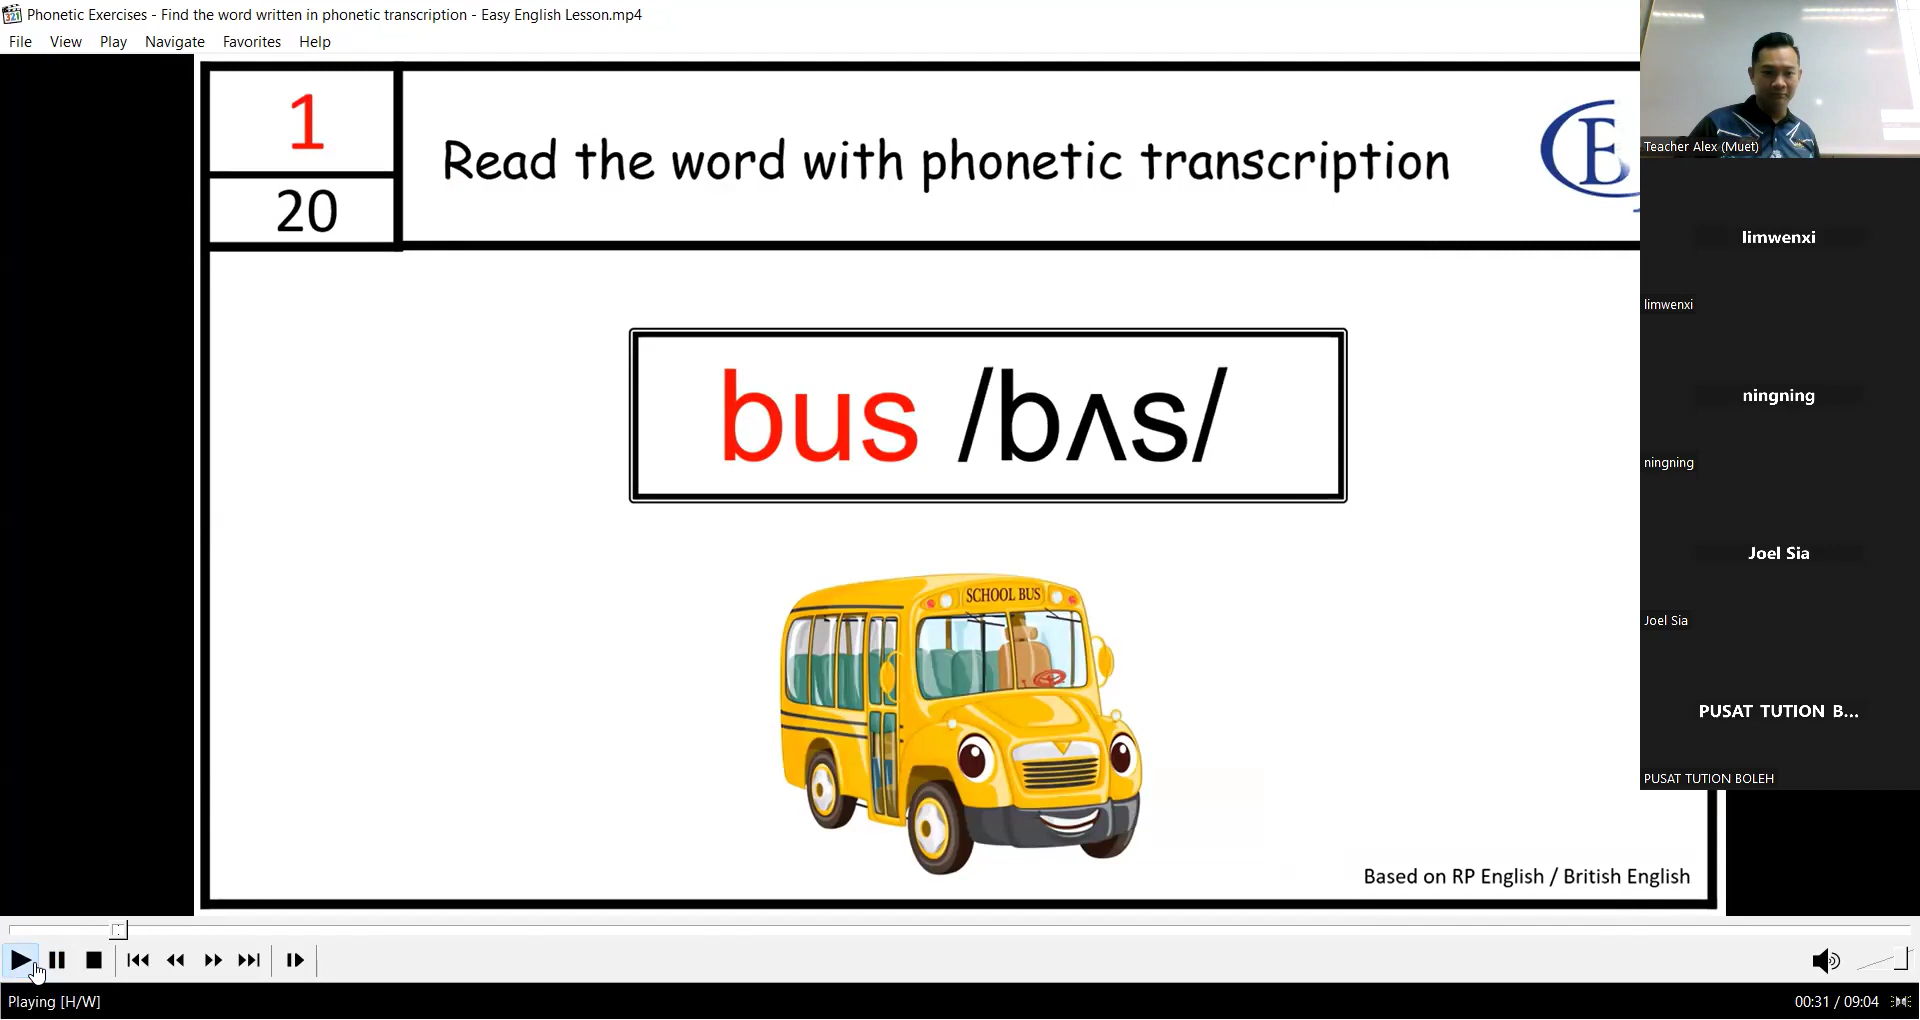 Phonetic Exercises - Find the word written in phonetic transcription - Easy English Lesson.mp4
File View Play Navigate Favorites Help
1
20
Read the word with phonetic transcription
E
bus /bʌs/
SCHOOL BUS
Based on RP English / British English
Teacher Alex (Muet)
limwenxi
limwenxi
ningning
ningning
Joel Sia
Joel Sia
PUSAT TUTION B...
PUSAT TUTION BOLEH
Playing [H/W]
00:31 / 09:04